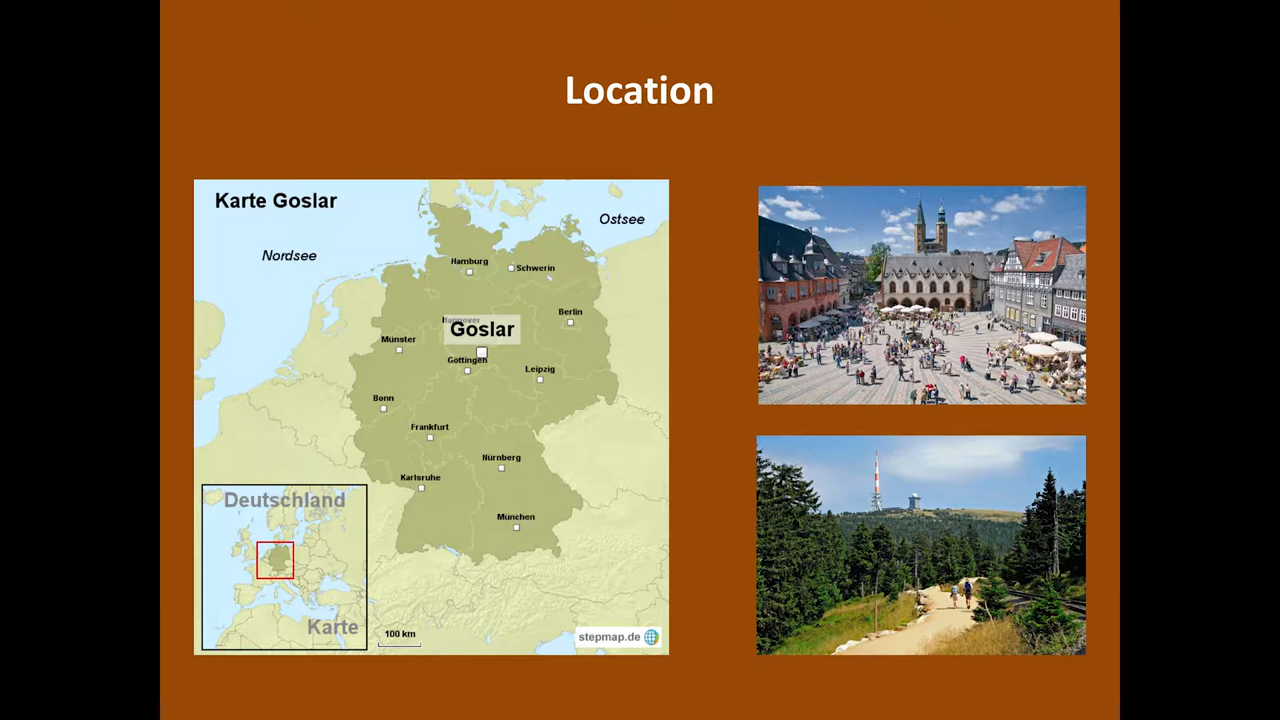 Location
Karte Goslar
Ostsee
Nordsee
Hamburg
Schwerin
Hannover
Berlin
Goslar
Münster
Göttingen
Leipzig
Bonn
Frankfurt
Nürnberg
Karlsruhe
München
Deutschland
Karte
100 km
stepmap.de